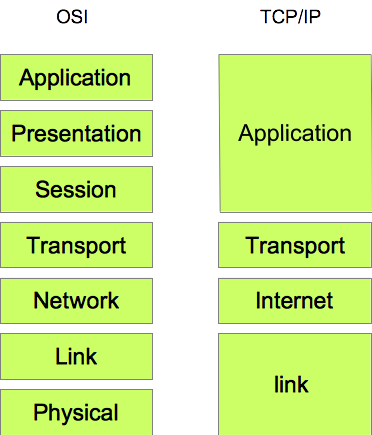 OSI
TCP/IP
Application
Presentation
Session
Transport
Network
Link
Physical
Application
Transport
Internet
link